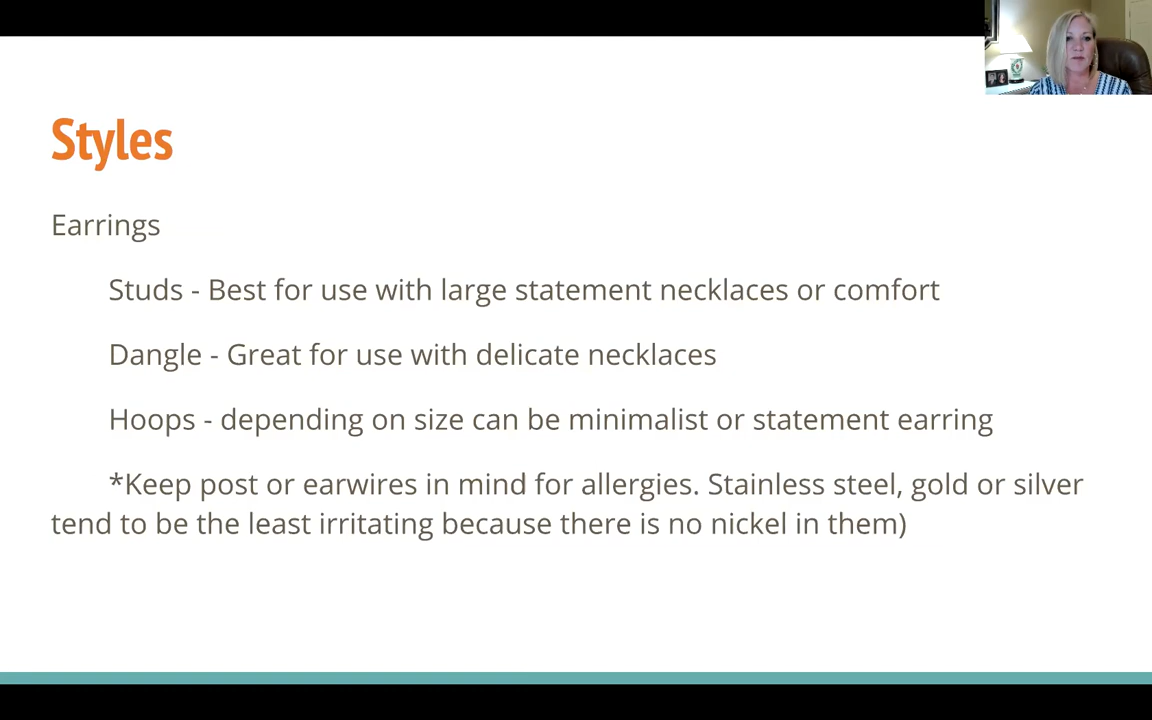 Styles
Earrings
Studs - Best for use with large statement necklaces or comfort
Dangle - Great for use with delicate necklaces
Hoops - depending on size can be minimalist or statement earring
*Keep post or earwires in mind for allergies. Stainless steel, gold or silver
tend to be the least irritating because there is no nickel in them)